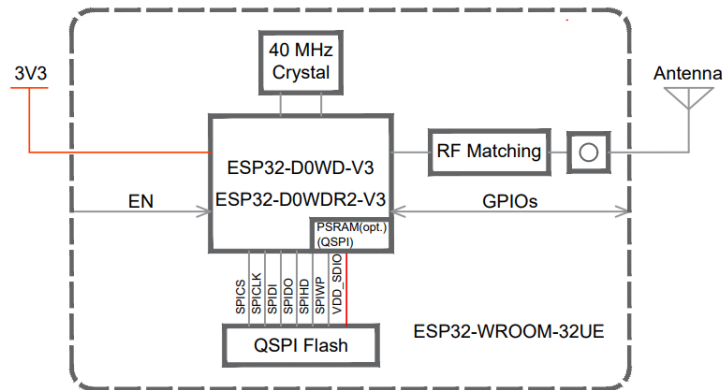 40 MHz
Crystal
3V3
Antenna
RF Matching
ESP32-D0WD-V3
ESP32-D0WDR2-V3
EN
GPIOs
PSRAM(opt.)
(QSPI)
SPICS
SPICLK
SPIDI
SPIDO
SPIHD
SPIWP
VDD_SDIO
QSPI Flash
ESP32-WROOM-32UE